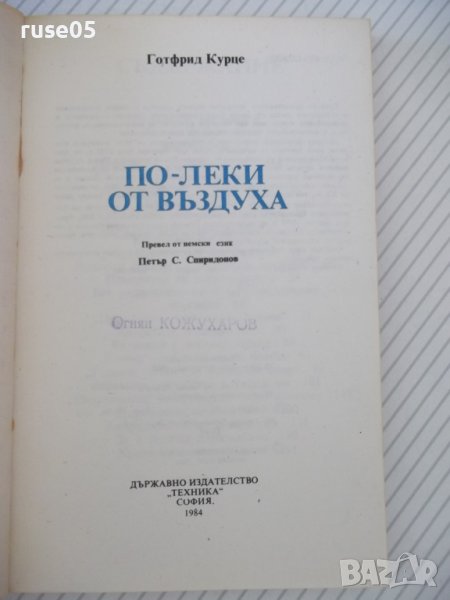 ruse05
Готфрид Курце
ПО-ЛЕКИ
ОТ ВЪЗДУХА
Превел от немски език
Петър С. Спиридонов
Огнян КОЖУХАРОВ
ДЪРЖАВНО ИЗДАТЕЛСТВО
„ТЕХНИКА“
СОФИЯ,
1984
BAZAR